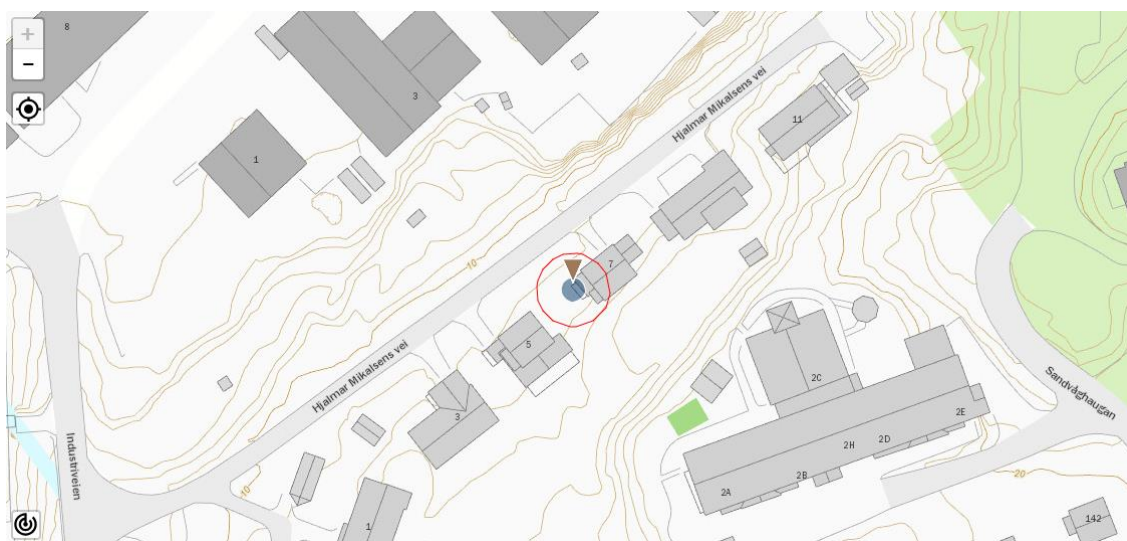 8
+
−
3
Hjalmar Mikalsens vei
11
1
7
10
5
Hjalmar Mikalsens vei
3
2C
Sandvåghaugan
2E
2H
2D
2B
2A
Industriveien
10
20
1
142